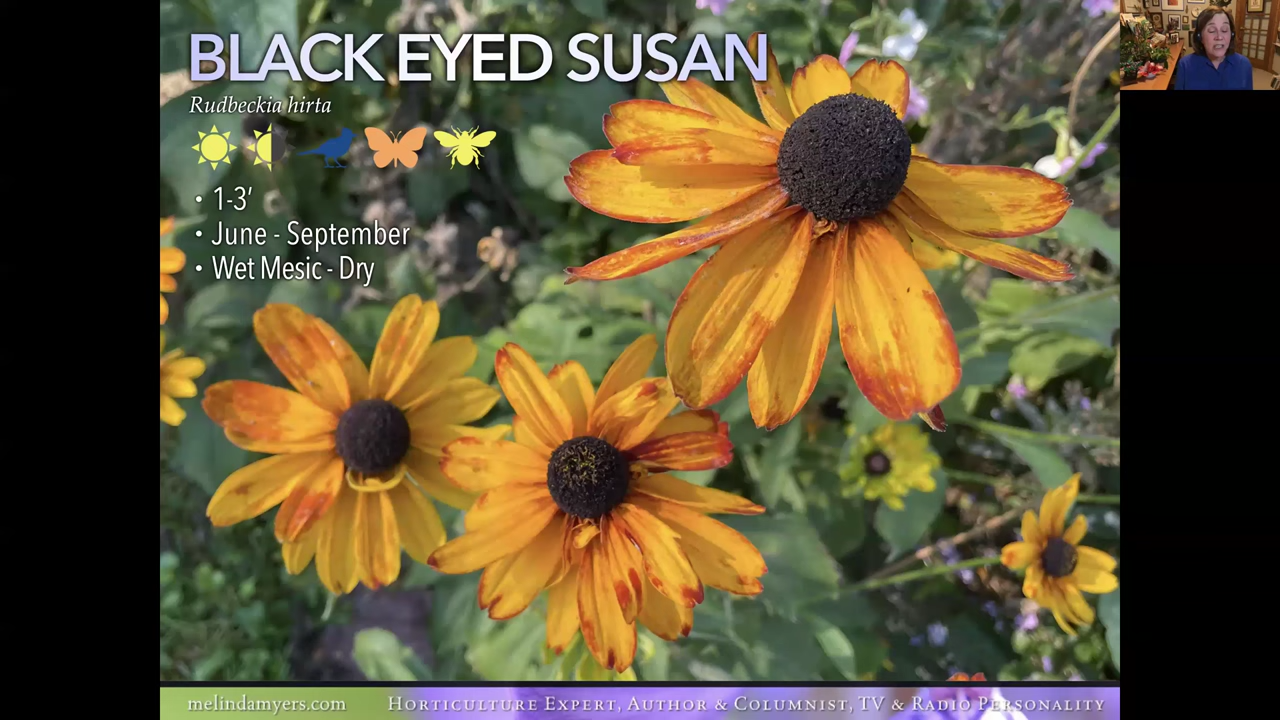 BLACK EYED SUSAN
Rudbeckia hirta
• 1-3'
• June - September
• Wet Mesic - Dry
melindamyers.com Horticulture Expert, Author & Columnist, TV & Radio Personality